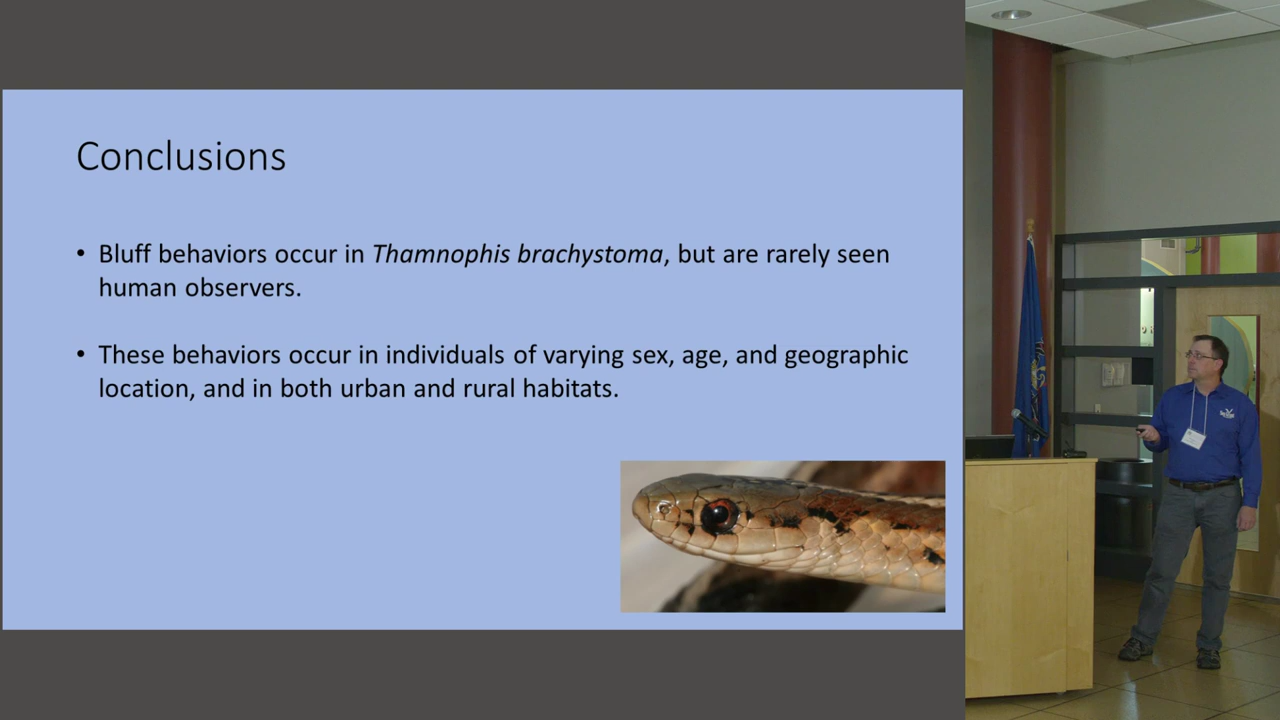 Conclusions
• Bluff behaviors occur in Thamnophis brachystoma, but are rarely seen
human observers.
• These behaviors occur in individuals of varying sex, age, and geographic
location, and in both urban and rural habitats.